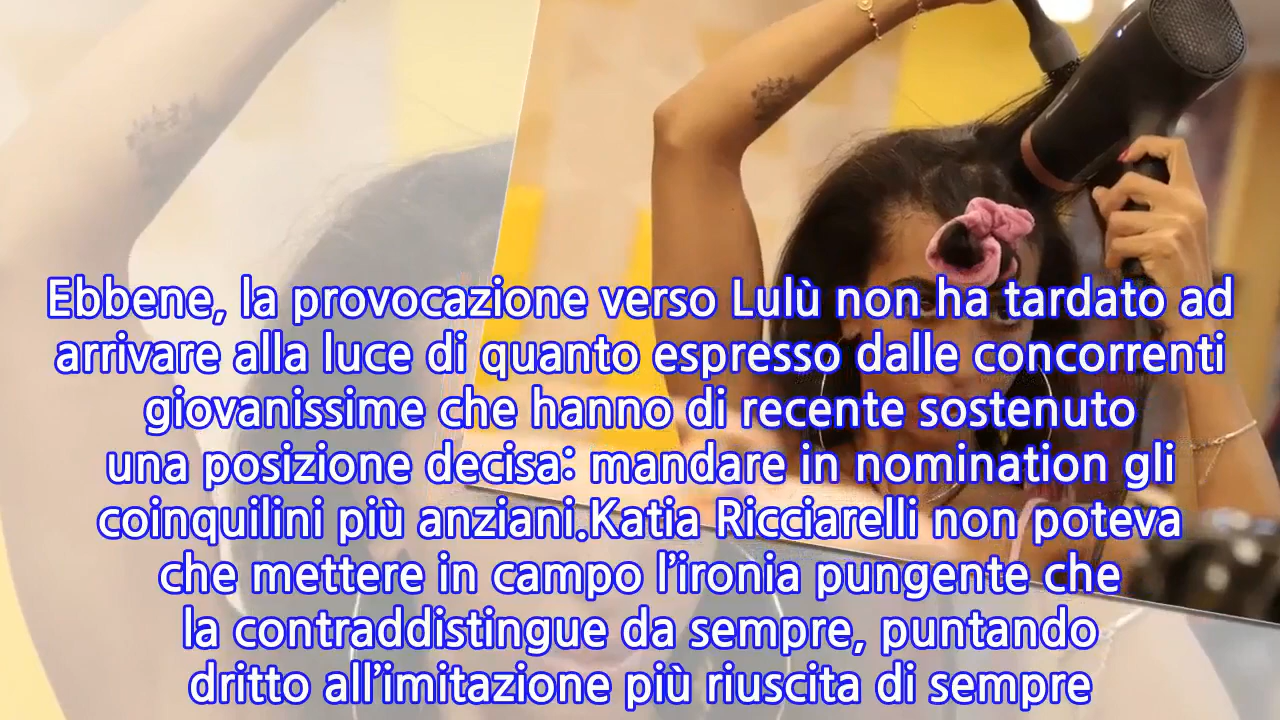 Ebbene, la provocazione verso Lulù non ha tardato ad
arrivare alla luce di quanto espresso dalle concorrenti
giovanissime che hanno di recente sostenuto
una posizione decisa: mandare in nomination gli
coinquilini più anziani.Katia Ricciarelli non poteva
che mettere in campo l’ironia pungente che
la contraddistingue da sempre, puntando
dritto all’imitazione più riuscita di sempre